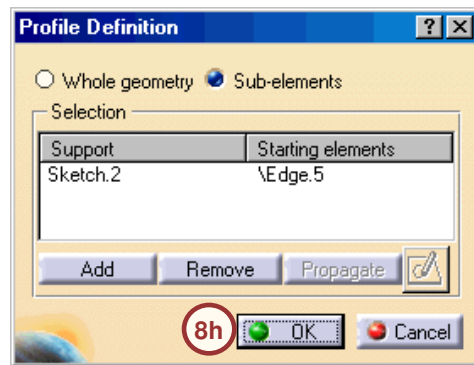 Profile Definition
Whole geometry Sub-elements
Selection
Support Starting elements
Sketch.2 \Edge.5
Add Remove Propagate
8h OK Cancel